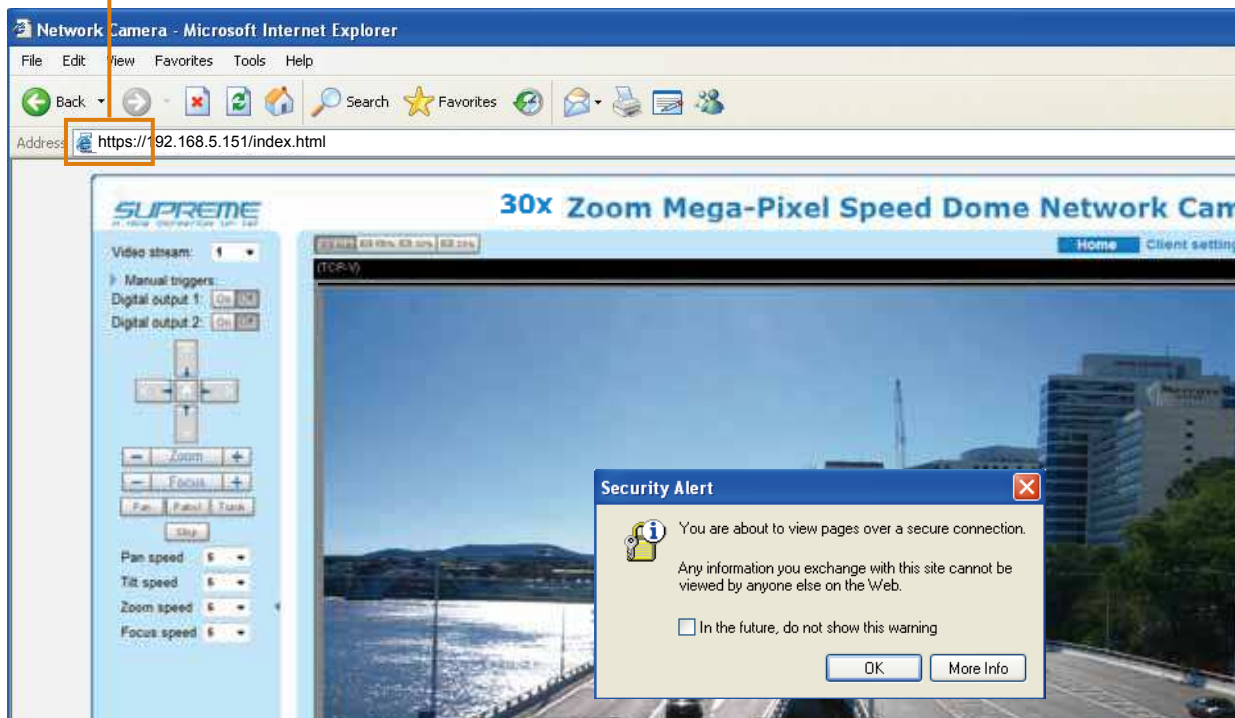 Network Camera - Microsoft Internet Explorer
File Edit View Favorites Tools Help
Back Search Favorites
Address https://192.168.5.151/index.html
SUPREME
30x Zoom Mega-Pixel Speed Dome Network Cam
Video stream: 1
Home Client setting
(TCP-V)
Manual triggers:
Digital output 1: On Off
Digital output 2: On Off
Zoom
Focus
Pan Patrol
Stop
Pan speed 5
Tilt speed 5
Zoom speed 5
Focus speed 5
Security Alert
You are about to view pages over a secure connection.
Any information you exchange with this site cannot be
viewed by anyone else on the Web.
In the future, do not show this warning
OK More Info